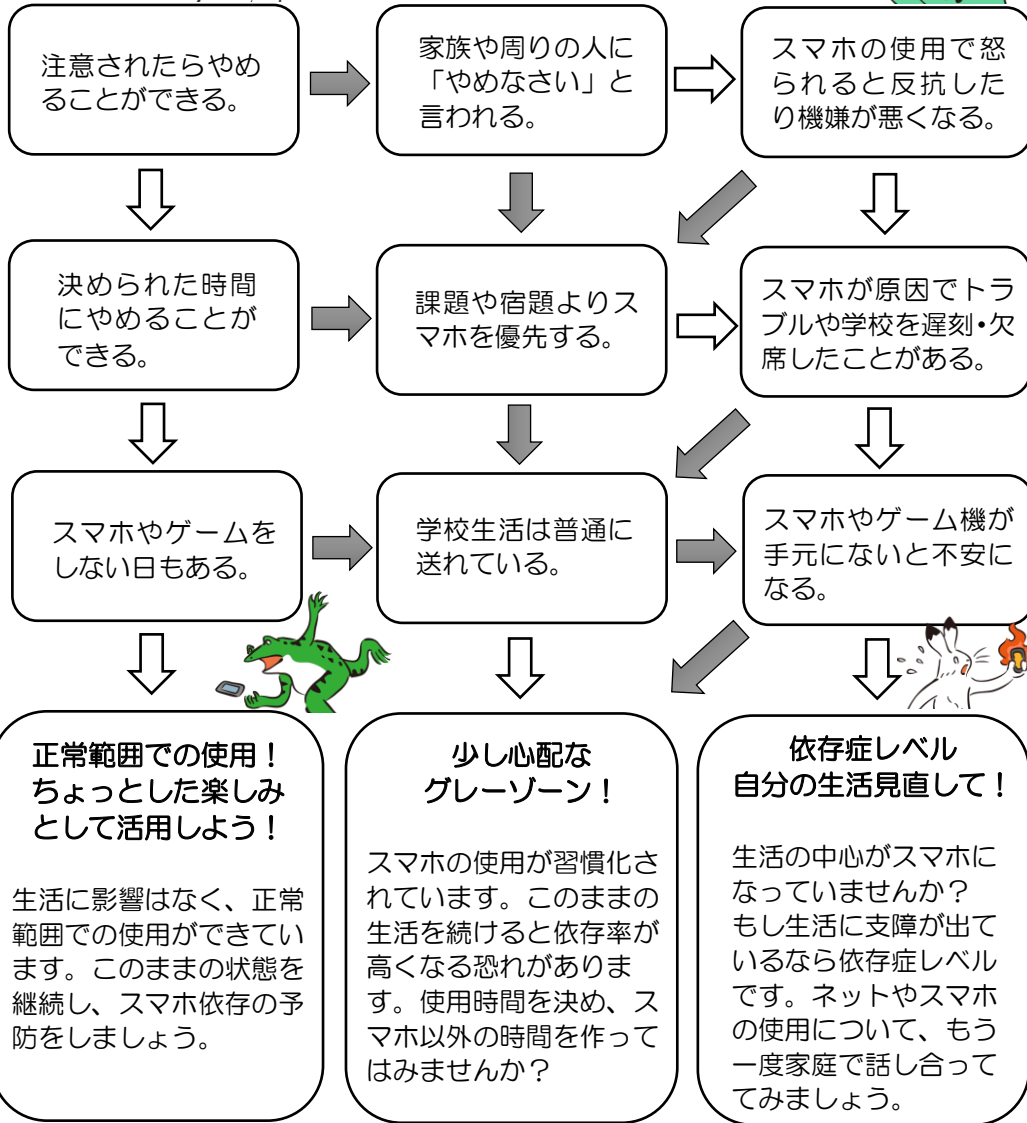 注意されたらやめ
ることができる。
家族や周りの人に
「やめなさい」と
言われる。
スマホの使用で怒
られると反抗した
り機嫌が悪くなる。
決められた時間
にやめることが
できる。
課題や宿題よりス
マホを優先する。
スマホが原因でトラ
ブルや学校を遅刻・欠
席したことがある。
スマホやゲームを
しない日もある。
学校生活は普通に
送れている。
スマホやゲーム機が
手元にないと不安に
なる。
正常範囲での使用!
ちょっとした楽しみ
として活用しよう!
生活に影響はなく、正常
範囲での使用ができてい
ます。このままの状態を
継続し、スマホ依存の予
防をしましょう。
少し心配な
グレーゾーン!
スマホの使用が習慣化さ
れています。このままの
生活を続けると依存率が
高くなる恐れがありま
す。使用時間を決め、ス
マホ以外の時間を作って
はみませんか?
依存症レベル
自分の生活見直して!
生活の中心がスマホに
なっていませんか?
もし生活に支障が出て
いるなら依存症レベル
です。ネットやスマホ
の使用について、もう
一度家庭で話し合って
てみましょう。